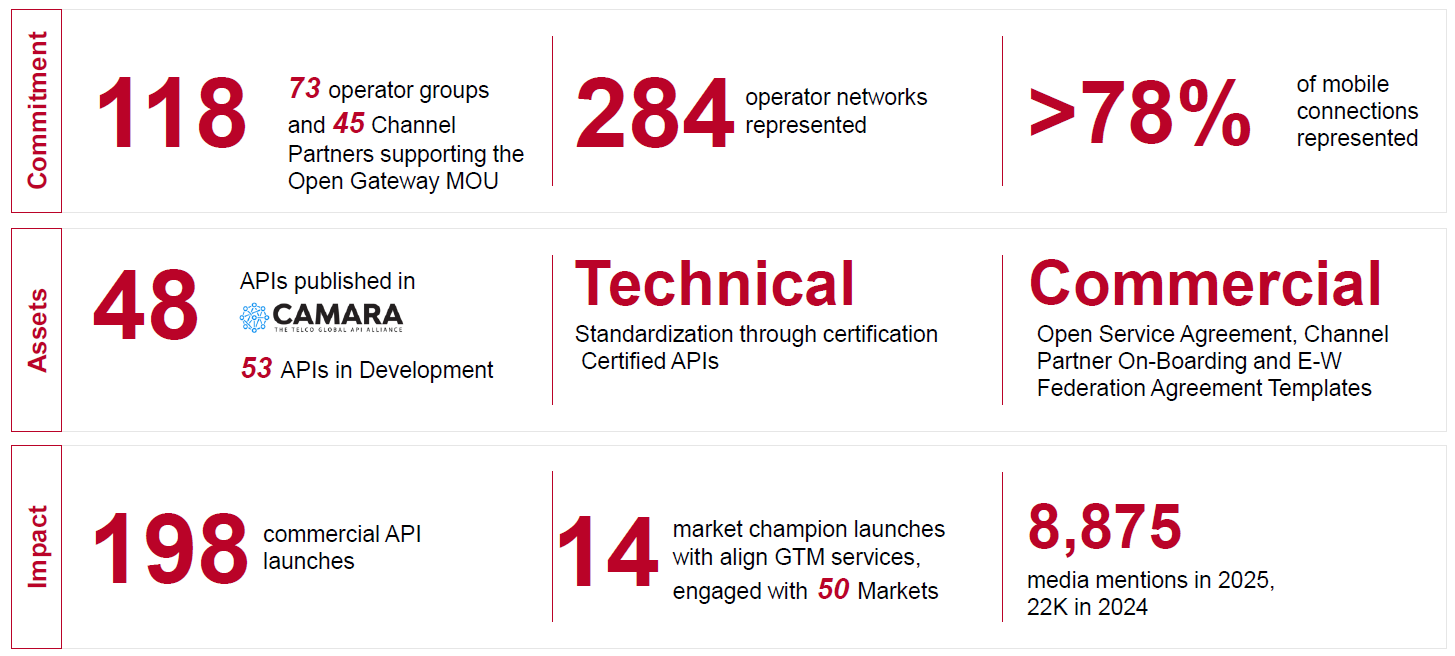 Commitment
118
73 operator groups
and 45 Channel
Partners supporting the
Open Gateway MOU
284
operator networks
represented
>78%
of mobile
connections
represented
Assets
48
APIs published in
CAMARA
THE TELCO GLOBAL API ALLIANCE
53 APIs in Development
Technical
Standardization through certification
Certified APIs
Commercial
Open Service Agreement, Channel
Partner On-Boarding and E-W
Federation Agreement Templates
Impact
198
commercial API
launches
14
market champion launches
with align GTM services,
engaged with 50 Markets
8,875
media mentions in 2025,
22K in 2024